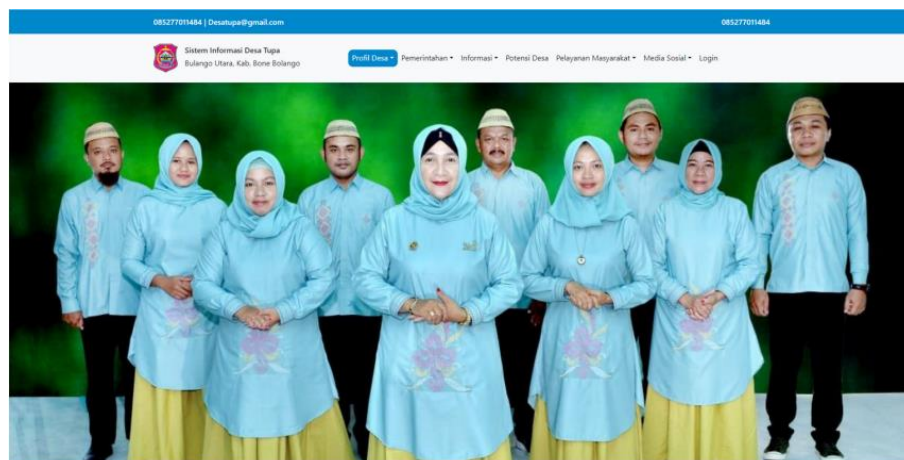 085277011484 | Desatupa@gmail.com
085277011484
Sistem Informasi Desa Tupa
Bulango Utara, Kab. Bone Bolango
Profil Desa Pemerintahan Informasi Potensi Desa Pelayanan Masyarakat Media Sosial Login